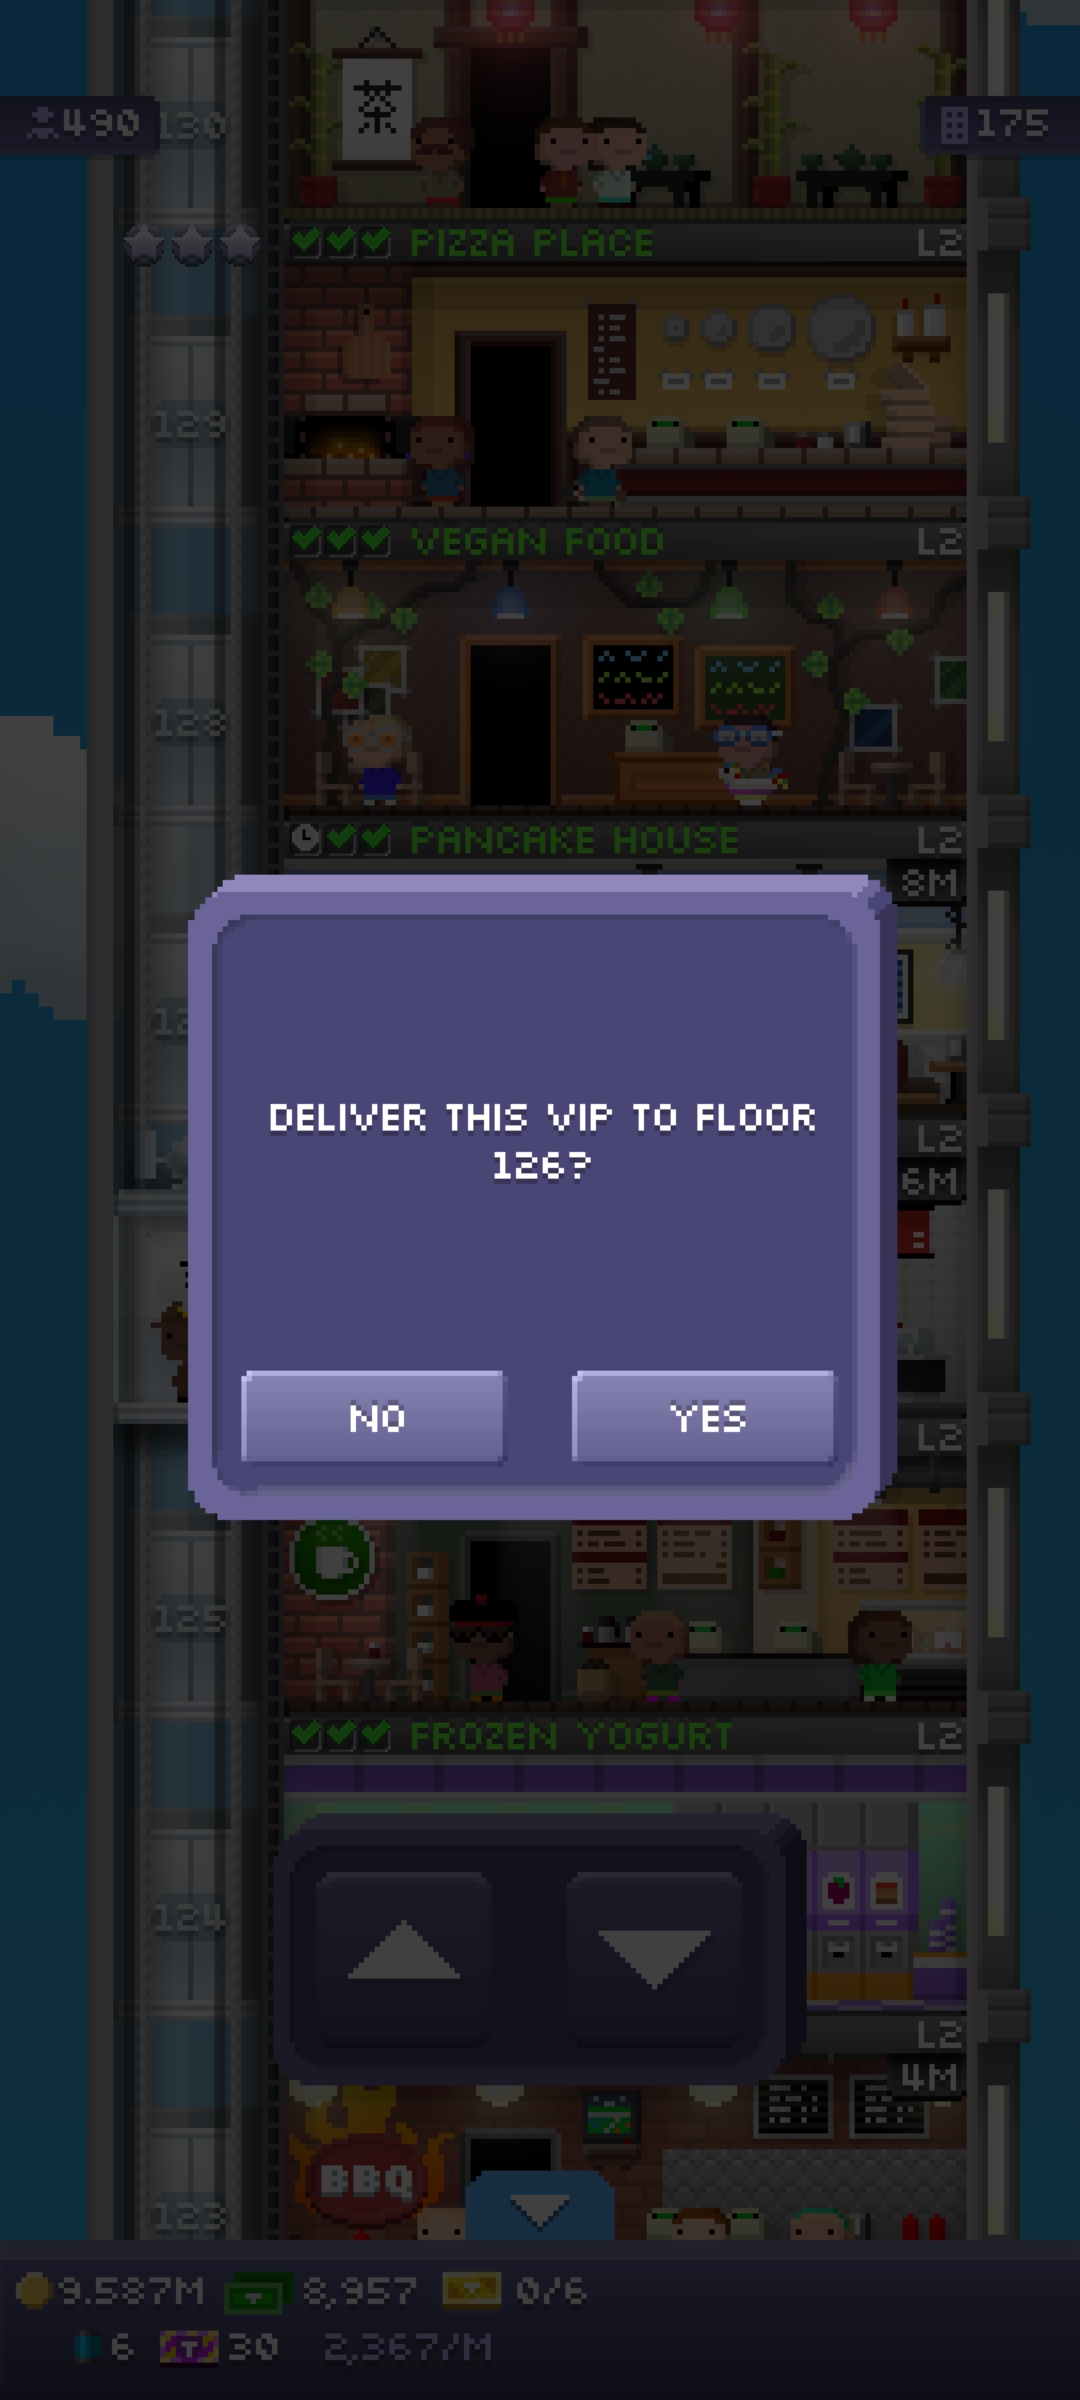 茶
490
130
175
PIZZA PLACE
L2
129
VEGAN FOOD
L2
128
PANCAKE HOUSE
L2
8M
DELIVER THIS VIP TO FLOOR
126?
L2
6M
NO
YES
L2
125
FROZEN YOGURT
L2
124
L2
4M
BBQ
123
9.587M
8,957
0/6
6
T
30
2,367/M